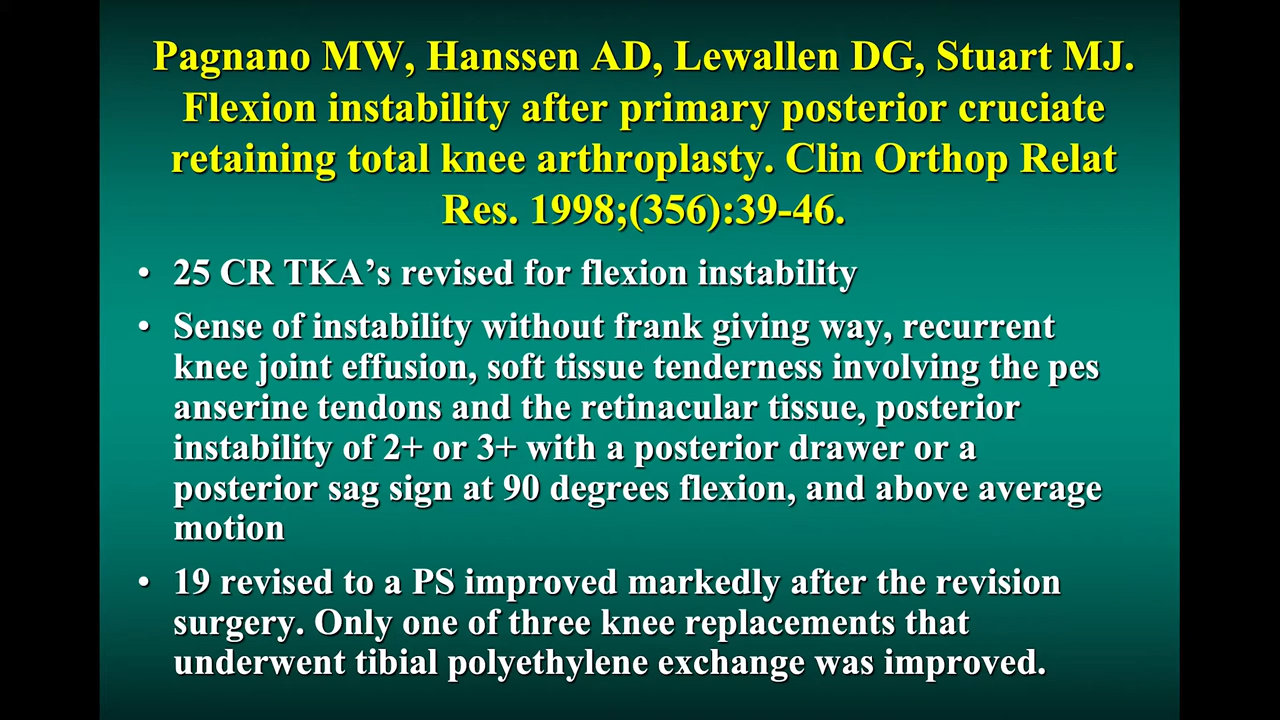 Pagnano MW, Hanssen AD, Lewallen DG, Stuart MJ.
Flexion instability after primary posterior cruciate
retaining total knee arthroplasty. Clin Orthop Relat
Res. 1998;(356):39-46.
• 25 CR TKA’s revised for flexion instability
• Sense of instability without frank giving way, recurrent
knee joint effusion, soft tissue tenderness involving the pes
anserine tendons and the retinacular tissue, posterior
instability of 2+ or 3+ with a posterior drawer or a
posterior sag sign at 90 degrees flexion, and above average
motion
• 19 revised to a PS improved markedly after the revision
surgery. Only one of three knee replacements that
underwent tibial polyethylene exchange was improved.